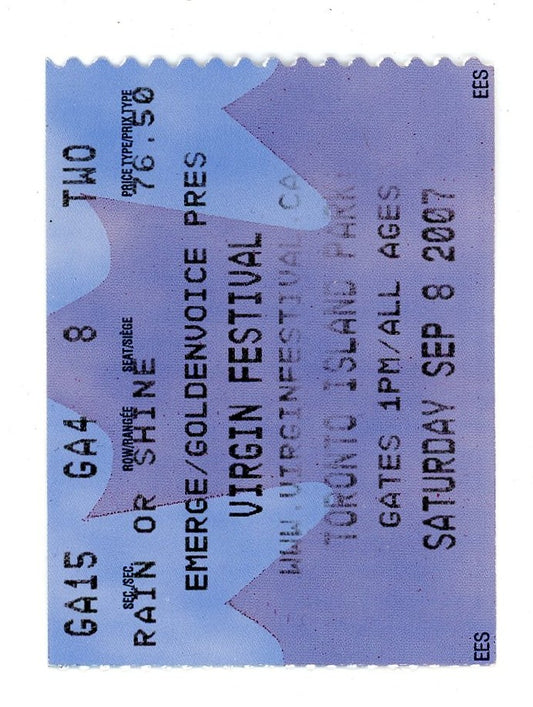 GA15 GA4 8 TWO
SEC./SEC. ROW/RANGÉE SEAT/SIÈGE PRICE TYPE/PRIX TYPE
RAIN OR SHINE 76.50
EMERGE/GOLDENVOICE PRES
VIRGIN FESTIVAL
WWW.VIRGINFESTIVAL.CA
TORONTO ISLAND PARK
GATES 1PM/ALL AGES
SATURDAY SEP 8 2007
EES EES